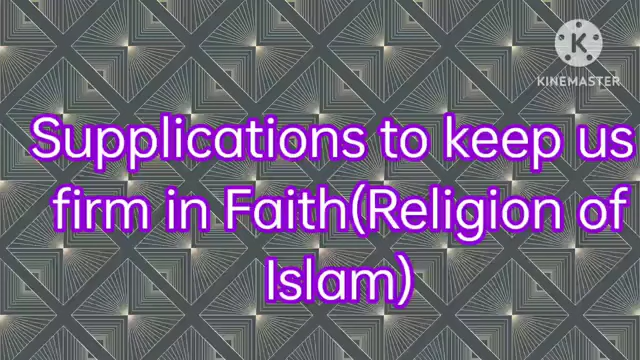 K
KINEMASTER
Supplications to keep us
firm in Faith(Religion of
Islam)